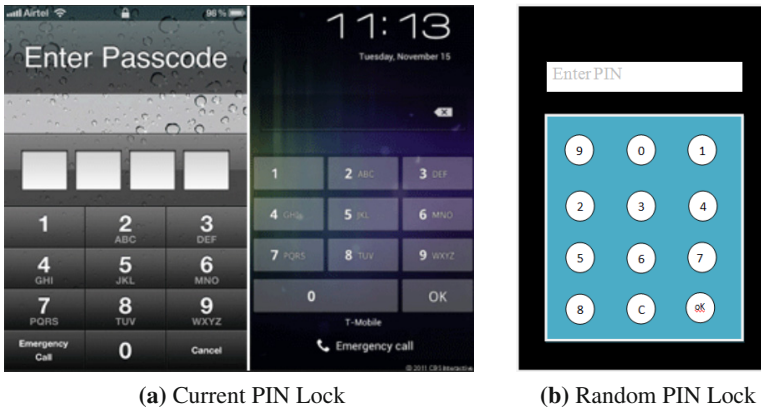 Airtel 96 %
Enter Passcode
1 2 ABC 3 DEF
4 GHI 5 JKL 6 MNO
7 PQRS 8 TUV 9 WXYZ
Emergency Call 0 Cancel
11:13
Tuesday, November 15
1 2 ABC 3 DEF
4 GHI 5 JKL 6 MNO
7 PQRS 8 TUV 9 WXYZ
0 OK
T-Mobile
Emergency call
© 2011 CBS Interactive
(a) Current PIN Lock
Enter PIN
9 0 1
2 3 4
5 6 7
8 C oK
(b) Random PIN Lock